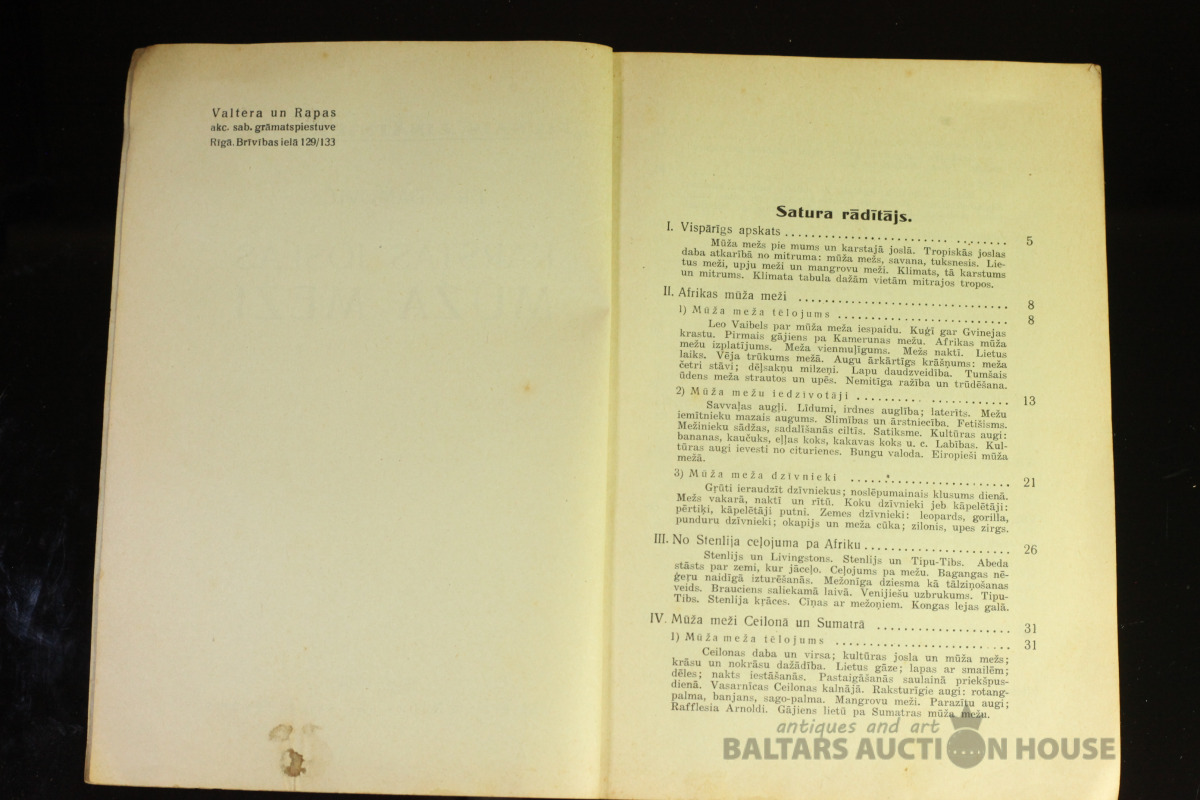 Valtera un Rapas
akc. sab. grāmatspiestuve
Rīgā. Brīvības ielā 129/133
Satura rādītājs.
I. Vispārīgs apskats . . . . . . . . . . . . . . . . . . . . . . . . . . . . . . 5
Mūža mežs pie mums un karstajā joslā. Tropiskās joslas
daba atkarībā no mitruma: mūža mežs, savana, tuksnesis. Lie-
tus meži, upju meži un mangrovu meži. Klimats, tā karstums
un mitrums. Klimata tabula dažām vietām mitrajos tropos.
II. Afrikas mūža meži . . . . . . . . . . . . . . . . . . . . . . . . . . . . . . 8
1) Mūža meža tēlojums . . . . . . . . . . . . . . . . . . . . . . . . . 8
Leo Vaibels par mūža meža iespaidu. Kuģī gar Gvinejas
krastu. Pirmais gājiens pa Kamerunas mežu. Afrikas mūža
mežu izplatījums. Meža vienmuļīgums. Mežs naktī. Lietus
laiks. Vēja trūkums mežā. Augu ārkārtīgs krāšņums: meža
četri stāvi; dēļsakņu milzeņi. Lapu daudzveidība. Tumšais
ūdens meža strautos un upēs. Nemitīga ražība un trūdēšana.
2) Mūža mežu iedzīvotāji . . . . . . . . . . . . . . . . . . . . . . 13
Savvaļas augļi. Līdumi, irdnes auglība; laterīts. Mežu
iemītnieku mazais augums. Slimības un ārstniecība. Fetišisms.
Mežinieku sādžas, sadalīšanās ciltīs. Satiksme. Kultūras augi:
bananas, kaučuks, eļļas koks, kakavas koks u. c. Labības. Kul-
tūras augi ievesti no citurienes. Bungu valoda. Eiropieši mūža
mežā.
3) Mūža meža dzīvnieki . . . . . . . . . . . . . . . . . . . . . . . 21
Grūti ieraudzīt dzīvniekus; noslēpumainais klusums dienā.
Mežs vakarā, naktī un rītū. Koku dzīvnieki jeb kāpelētāji:
pērtiķi, kāpelētāji putni. Zemes dzīvnieki: leopards, gorilla,
punduru dzīvnieki; okapijs un meža cūka; zilonis, upes zirgs.
III. No Stenlija ceļojuma pa Afriku . . . . . . . . . . . . . . . . . . . . . 26
Stenlijs un Livingstons. Stenlijs un Tipu-Tibs. Abeda
stāsts par zemi, kur jāceļo. Ceļojums pa mežu. Bagangas nē-
ģeŗu naidīgā izturēšanās. Mežonīga dziesma kā tālziņošanas
veids. Brauciens saliekamā laivā. Venijiešu uzbrukums. Tipu-
Tibs. Stenlija kŗāces. Cīņas ar mežoņiem. Kongas lejas galā.
IV. Mūža meži Ceilonā un Sumatrā . . . . . . . . . . . . . . . . . . . 31
1) Mūža meža tēlojums . . . . . . . . . . . . . . . . . . . . . . . . . 31
Ceilonas daba un virsa; kultūras josla un mūža mežs;
krāsu un nokrāsu dažādība. Lietus gāze; lapas ar smailēm;
dēles; nakts iestāšanās. Pastaigāšanās saulainā priekšpus-
dienā. Vasarnīcas Ceilonas kalnājā. Raksturīgie augi: rotang-
palma, banjans, sago-palma. Mangrovu meži. Parazītu augi;
Rafflesia Arnoldi. Gājiens lietū pa Sumatras mūža mežu.
antiques and art
BALTARS AUCTION HOUSE